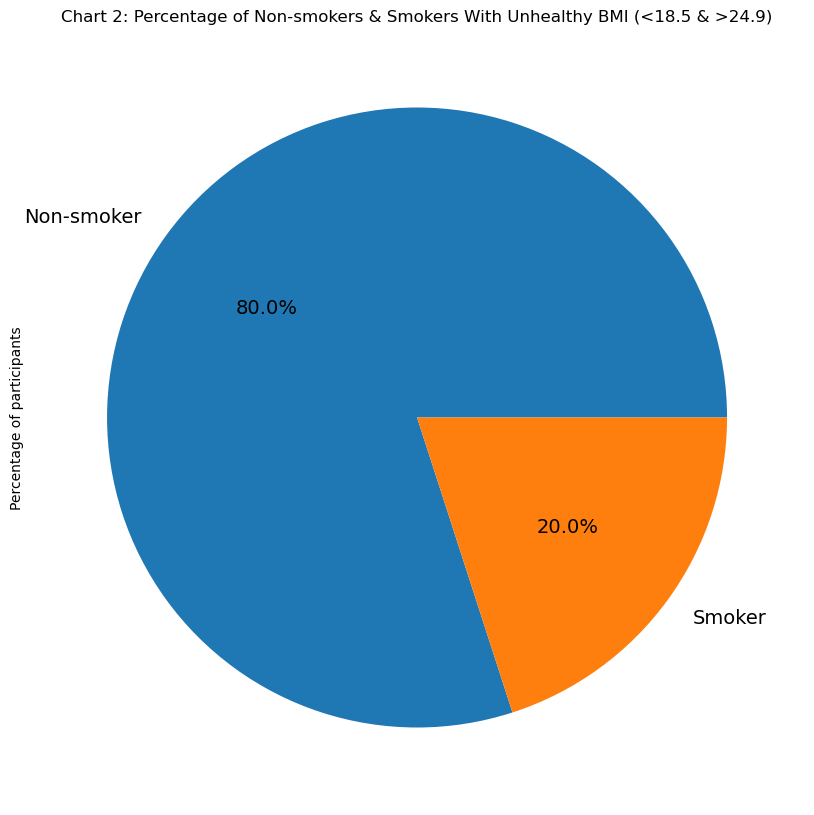 Chart 2: Percentage of Non-smokers & Smokers With Unhealthy BMI (<18.5 & >24.9)
Non-smoker
80.0%
Percentage of participants
20.0%
Smoker